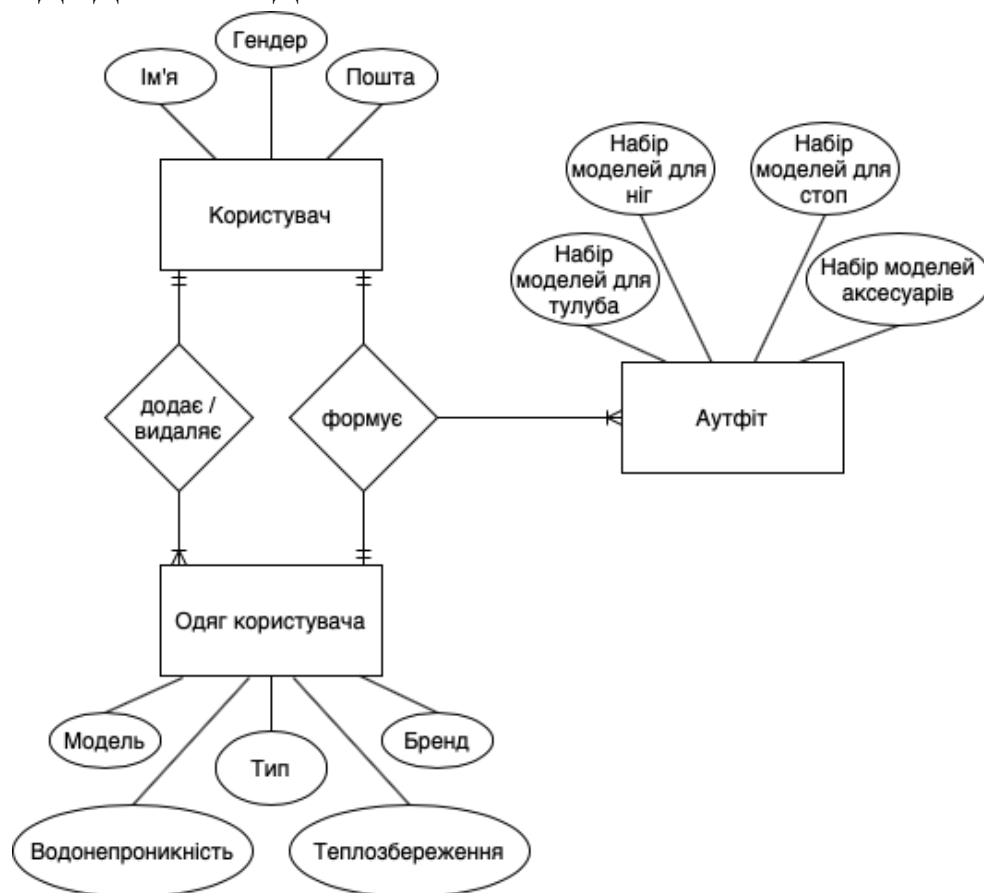 Гендер
Ім'я
Пошта
Користувач
Набір
моделей для
ніг
Набір
моделей для
стоп
Набір
моделей для
тулуба
Набір моделей
аксесуарів
додає /
видаляє
формує
Аутфіт
Одяг користувача
Модель
Тип
Бренд
Водонепроникність
Теплозбереження